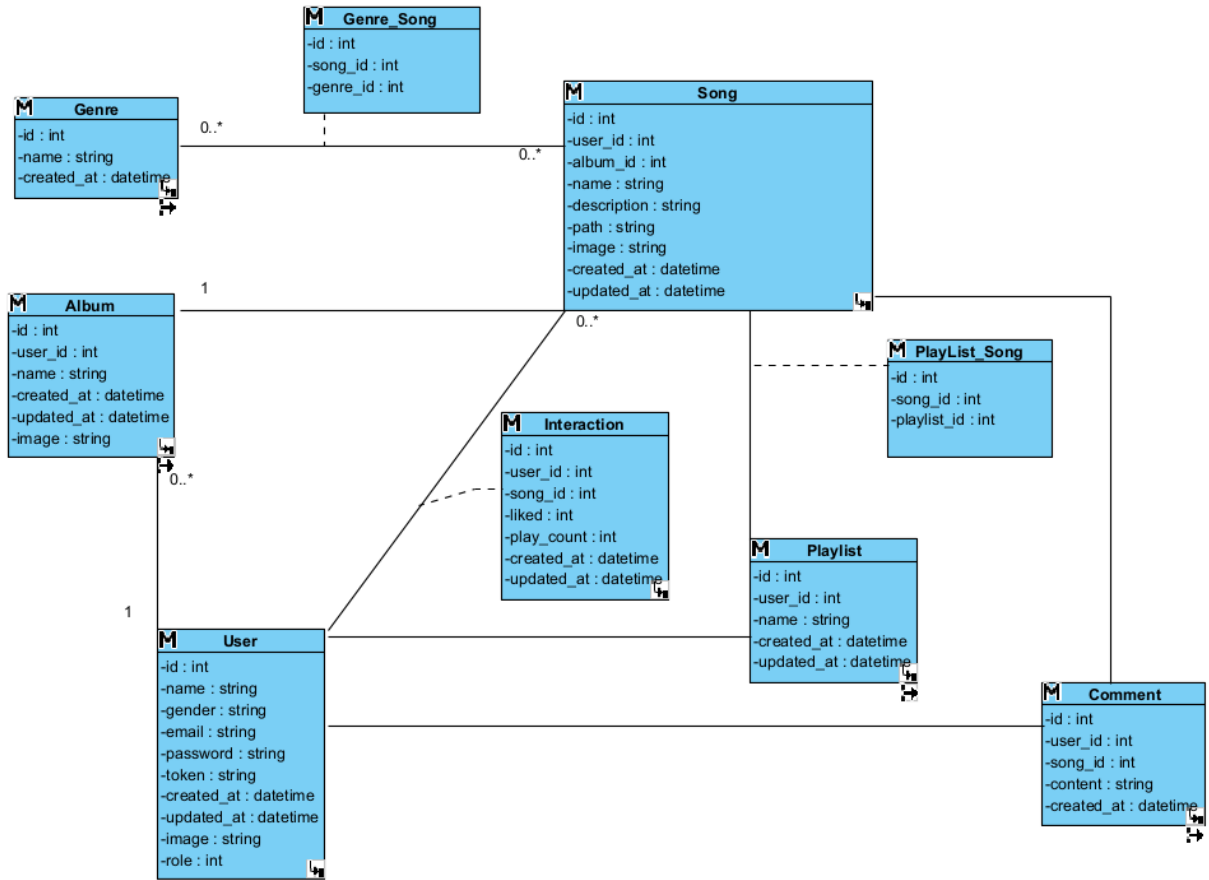 M Genre_Song
-id : int
-song_id : int
-genre_id : int
M Genre
-id : int
-name : string
-created_at : datetime
0..*
0..*
M Song
-id : int
-user_id : int
-album_id : int
-name : string
-description : string
-path : string
-image : string
-created_at : datetime
-updated_at : datetime
1
0..*
M Album
-id : int
-user_id : int
-name : string
-created_at : datetime
-updated_at : datetime
-image : string
0..*
1
M PlayList_Song
-id : int
-song_id : int
-playlist_id : int
M Interaction
-id : int
-user_id : int
-song_id : int
-liked : int
-play_count : int
-created_at : datetime
-updated_at : datetime
M Playlist
-id : int
-user_id : int
-name : string
-created_at : datetime
-updated_at : datetime
M User
-id : int
-name : string
-gender : string
-email : string
-password : string
-token : string
-created_at : datetime
-updated_at : datetime
-image : string
-role : int
M Comment
-id : int
-user_id : int
-song_id : int
-content : string
-created_at : datetime